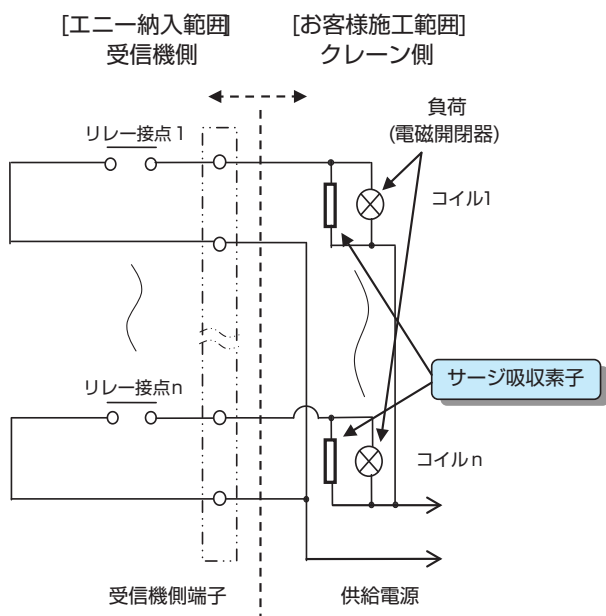 [エニー納入範囲]
受信機側
[お客様施工範囲]
クレーン側
負荷
(電磁開閉器)
リレー接点1
コイル1
サージ吸収素子
リレー接点n
コイルn
受信機側端子
供給電源